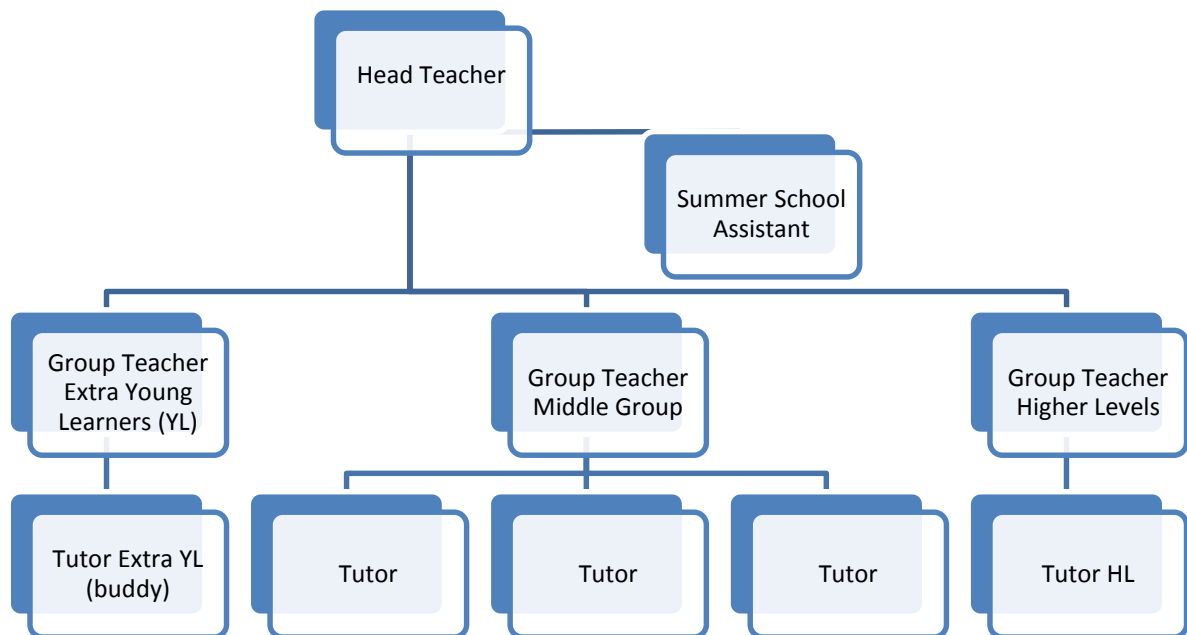 Head Teacher
Summer School
Assistant
Group Teacher
Extra Young
Learners (YL)
Group Teacher
Middle Group
Group Teacher
Higher Levels
Tutor Extra YL
(buddy)
Tutor
Tutor
Tutor
Tutor HL